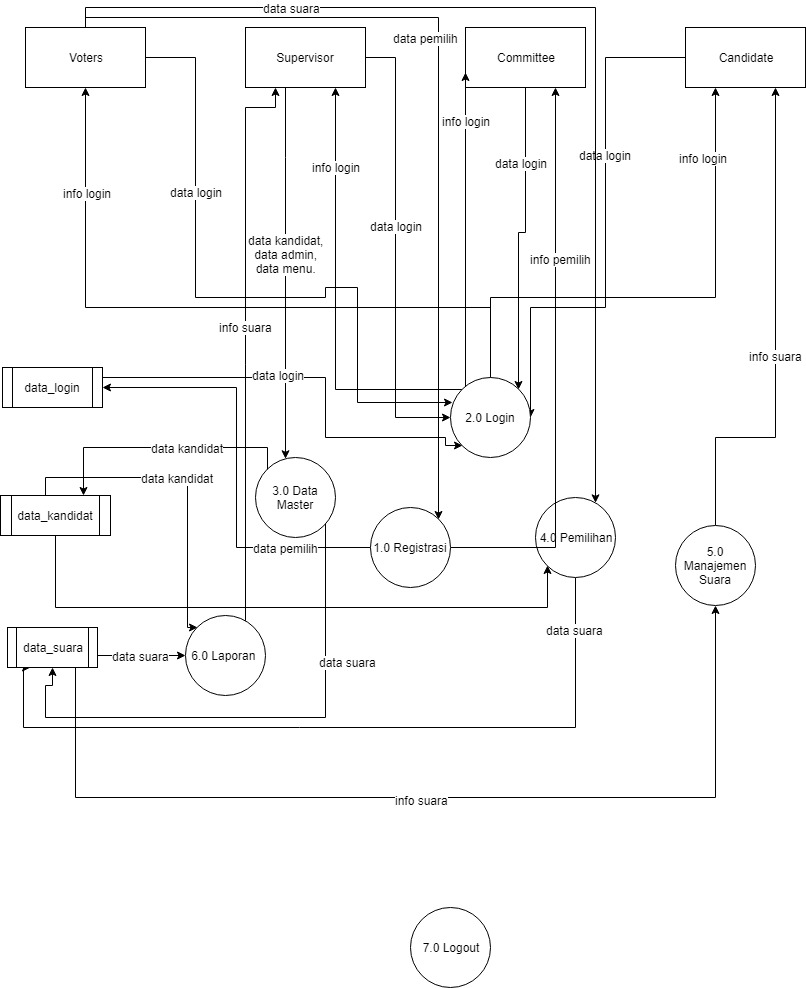 data suara
data pemilih
Voters
Supervisor
Committee
Candidate
info login
data login
info login
data login
info login
data login
data login
info login
data kandidat,
data admin,
data menu.
info pemilih
info suara
info suara
data_login
data login
2.0 Login
data kandidat
data kandidat
data_kandidat
3.0 Data
Master
data pemilih
1.0 Registrasi
4.0 Pemilihan
5.0
Manajemen
Suara
data_suara
data suara
6.0 Laporan
data suara
data suara
info suara
7.0 Logout